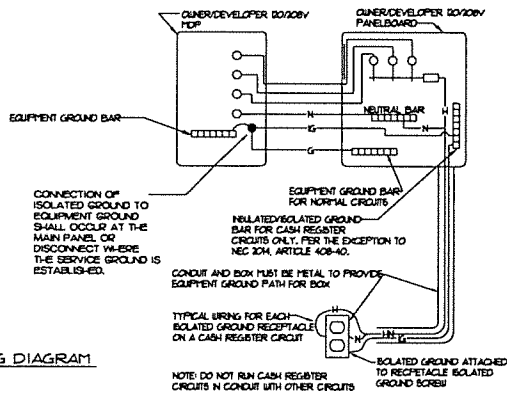 OWNER/DEVELOPER 120/208V
MDP
OWNER/DEVELOPER 120/208V
PANELBOARD
H
NEUTRAL BAR
N
N
IG
G
EQUIPMENT GROUND BAR
EQUIPMENT GROUND BAR
FOR NORMAL CIRCUITS
CONNECTION OF
ISOLATED GROUND TO
EQUIPMENT GROUND
SHALL OCCUR AT THE
MAIN PANEL OR
DISCONNECT WHERE
THE SERVICE GROUND IS
ESTABLISHED.
INSULATED/ISOLATED GROUND
BAR FOR CASH REGISTER
CIRCUITS ONLY, PER THE EXCEPTION TO
NEC 2014, ARTICLE 408-40.
CONDUIT AND BOX MUST BE METAL TO PROVIDE
EQUIPMENT GROUND PATH FOR BOX
TYPICAL WIRING FOR EACH
ISOLATED GROUND RECEPTACLE
ON A CASH REGISTER CIRCUIT
H
N
HN
IG
G DIAGRAM
ISOLATED GROUND ATTACHED
TO RECPETACLE ISOLATED
GROUND SCREW
NOTE: DO NOT RUN CASH REGISTER
CIRCUITS IN CONDUIT WITH OTHER CIRCUITS